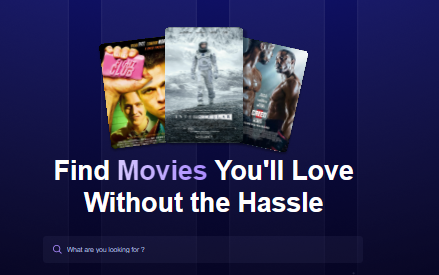 FIGHT
CLUB
INTERSTELLAR
CREED
Find Movies You'll Love
Without the Hassle
What are you looking for ?